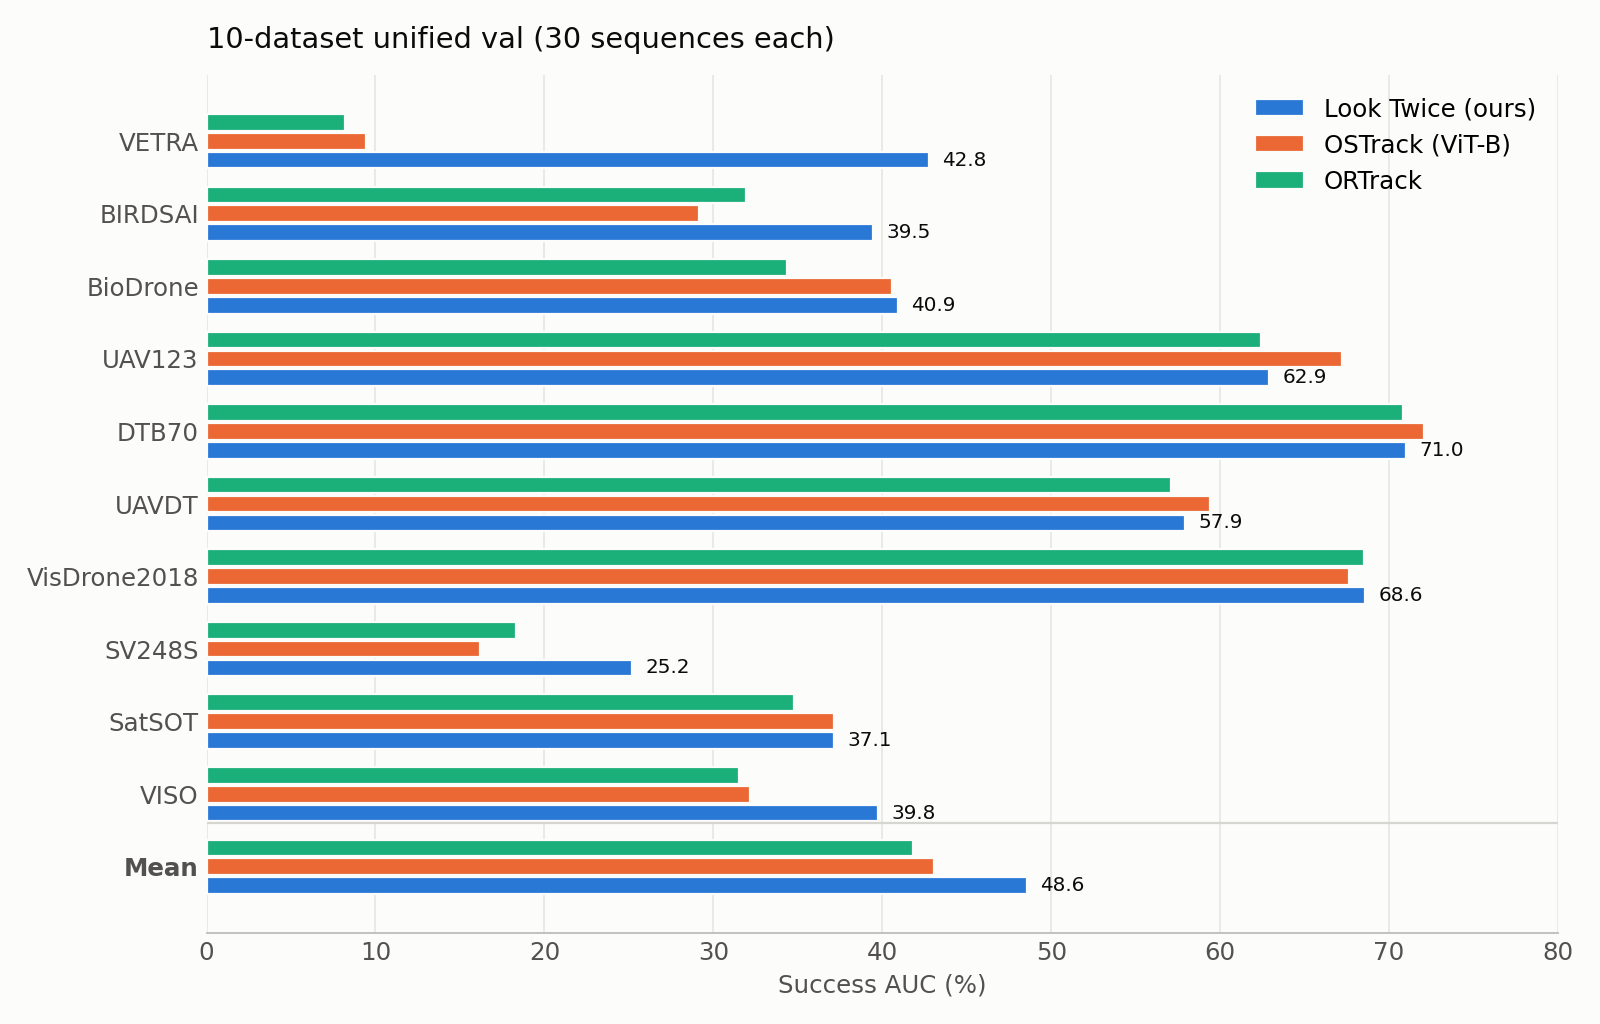 10-dataset unified val (30 sequences each)
Look Twice (ours)
OSTrack (ViT-B)
ORTrack
VETRA
42.8
BIRDSAI
39.5
BioDrone
40.9
UAV123
62.9
DTB70
71.0
UAVDT
57.9
VisDrone2018
68.6
SV248S
25.2
SatSOT
37.1
VISO
39.8
Mean
48.6
0 10 20 30 40 50 60 70 80
Success AUC (%)